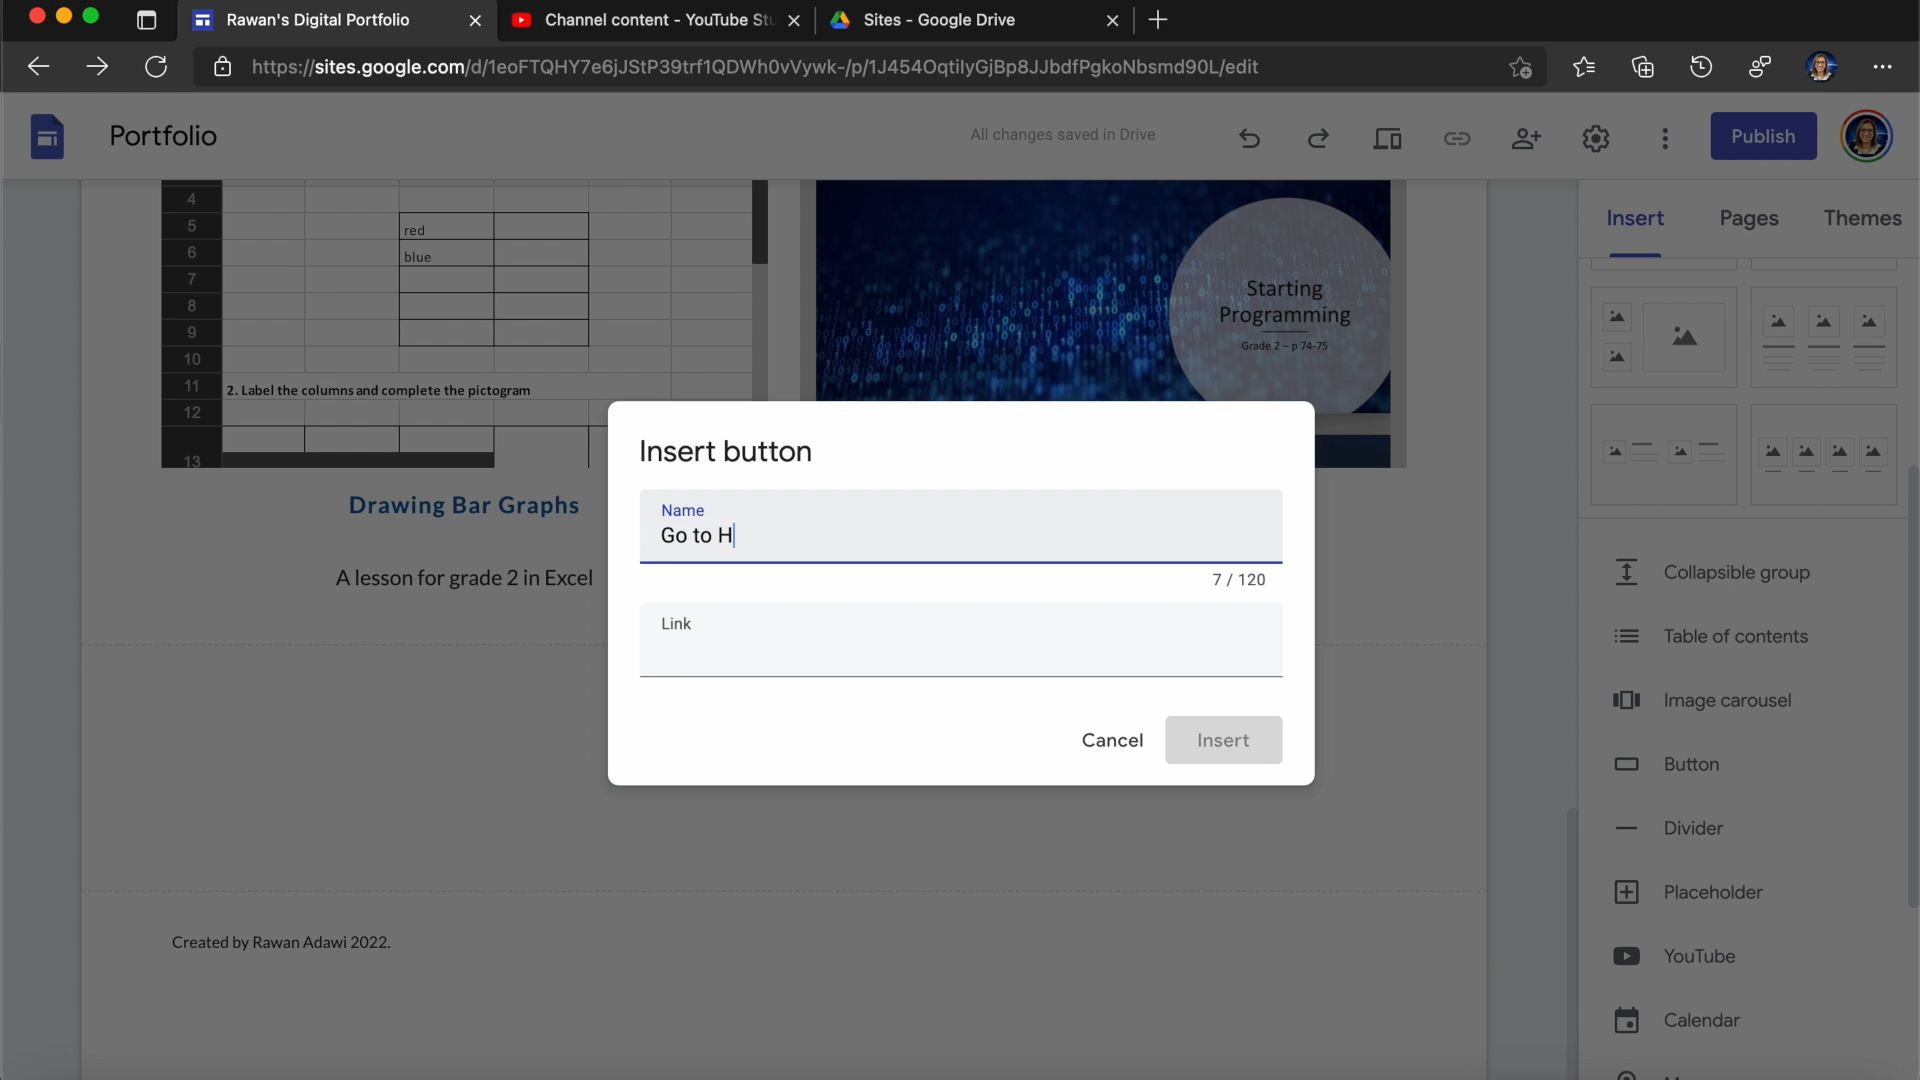 Rawan's Digital Portfolio
Channel content - YouTube Stu
Sites - Google Drive
https://sites.google.com/d/1eoFTQHY7e6jJStP39trf1QDWh0vVywk-/p/1J454OqtilyGjBp8JJbdfPgkoNbsmd90L/edit
Portfolio
All changes saved in Drive
Publish
Insert
Pages
Themes
4
5
red
6
blue
7
8
9
10
11
2. Label the columns and complete the pictogram
12
13
Starting
Programming
Grade 2 – p 74-75
Drawing Bar Graphs
A lesson for grade 2 in Excel
Insert button
Name
Go to H
7 / 120
Link
Cancel
Insert
Collapsible group
Table of contents
Image carousel
Button
Divider
Placeholder
YouTube
Calendar
Created by Rawan Adawi 2022.